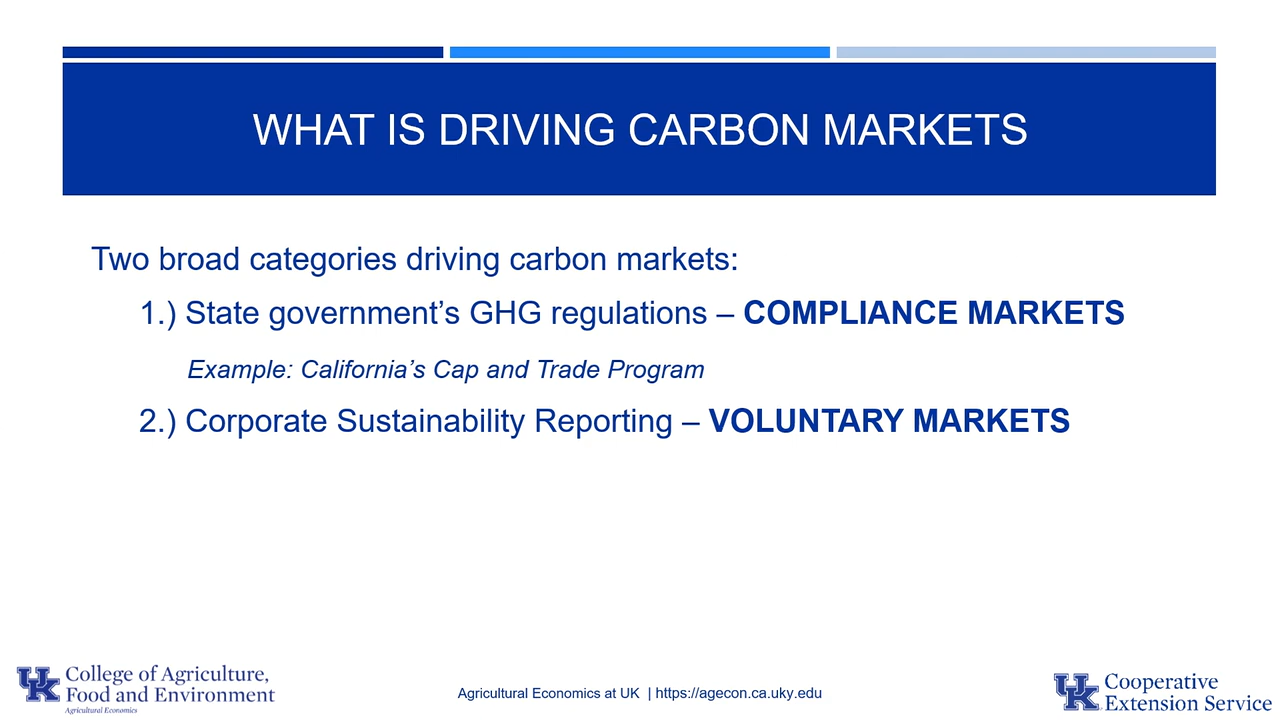 WHAT IS DRIVING CARBON MARKETS
Two broad categories driving carbon markets:
1.) State government’s GHG regulations – COMPLIANCE MARKETS
Example: California’s Cap and Trade Program
2.) Corporate Sustainability Reporting – VOLUNTARY MARKETS
UK College of Agriculture,
Food and Environment
Agricultural Economics
Agricultural Economics at UK | https://agecon.ca.uky.edu
UK Cooperative
Extension Service